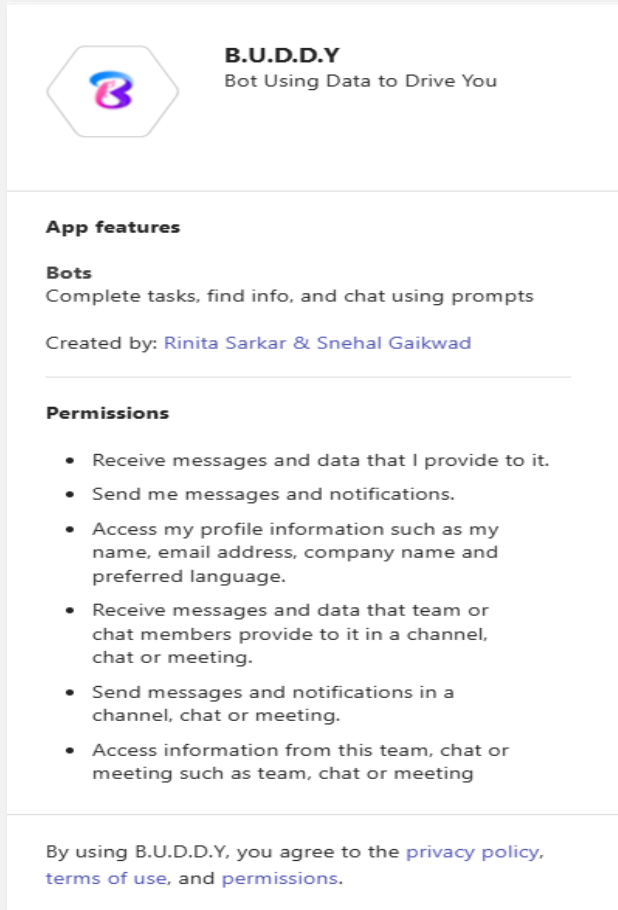 B.U.D.D.Y
Bot Using Data to Drive You
App features
Bots
Complete tasks, find info, and chat using prompts
Created by: Rinita Sarkar & Snehal Gaikwad
Permissions
• Receive messages and data that I provide to it.
• Send me messages and notifications.
• Access my profile information such as my
name, email address, company name and
preferred language.
• Receive messages and data that team or
chat members provide to it in a channel,
chat or meeting.
• Send messages and notifications in a
channel, chat or meeting.
• Access information from this team, chat or
meeting such as team, chat or meeting
By using B.U.D.D.Y, you agree to the privacy policy,
terms of use, and permissions.